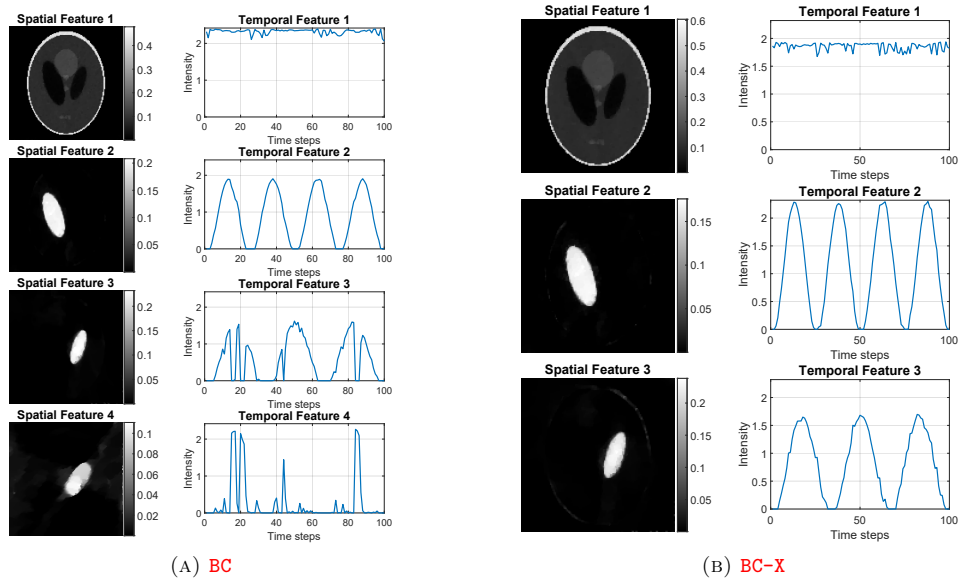 Spatial Feature 1
0.4
0.3
0.2
0.1
Temporal Feature 1
Intensity
2
1
0
0 20 40 60 80 100
Time steps
Spatial Feature 2
0.2
0.15
0.1
0.05
Temporal Feature 2
Intensity
2
1
0
0 20 40 60 80 100
Time steps
Spatial Feature 3
0.2
0.15
0.1
0.05
Temporal Feature 3
Intensity
2
1
0
0 20 40 60 80 100
Time steps
Spatial Feature 4
0.1
0.08
0.06
0.04
0.02
Temporal Feature 4
Intensity
2
1
0
0 20 40 60 80 100
Time steps
(A) BC
Spatial Feature 1
0.6
0.5
0.4
0.3
0.2
0.1
Temporal Feature 1
Intensity
2
1.5
1
0.5
0
0 50 100
Time steps
Spatial Feature 2
0.15
0.1
0.05
Temporal Feature 2
Intensity
2
1.5
1
0.5
0
0 50 100
Time steps
Spatial Feature 3
0.2
0.15
0.1
0.05
Temporal Feature 3
Intensity
2
1.5
1
0.5
0
0 50 100
Time steps
(B) BC-X